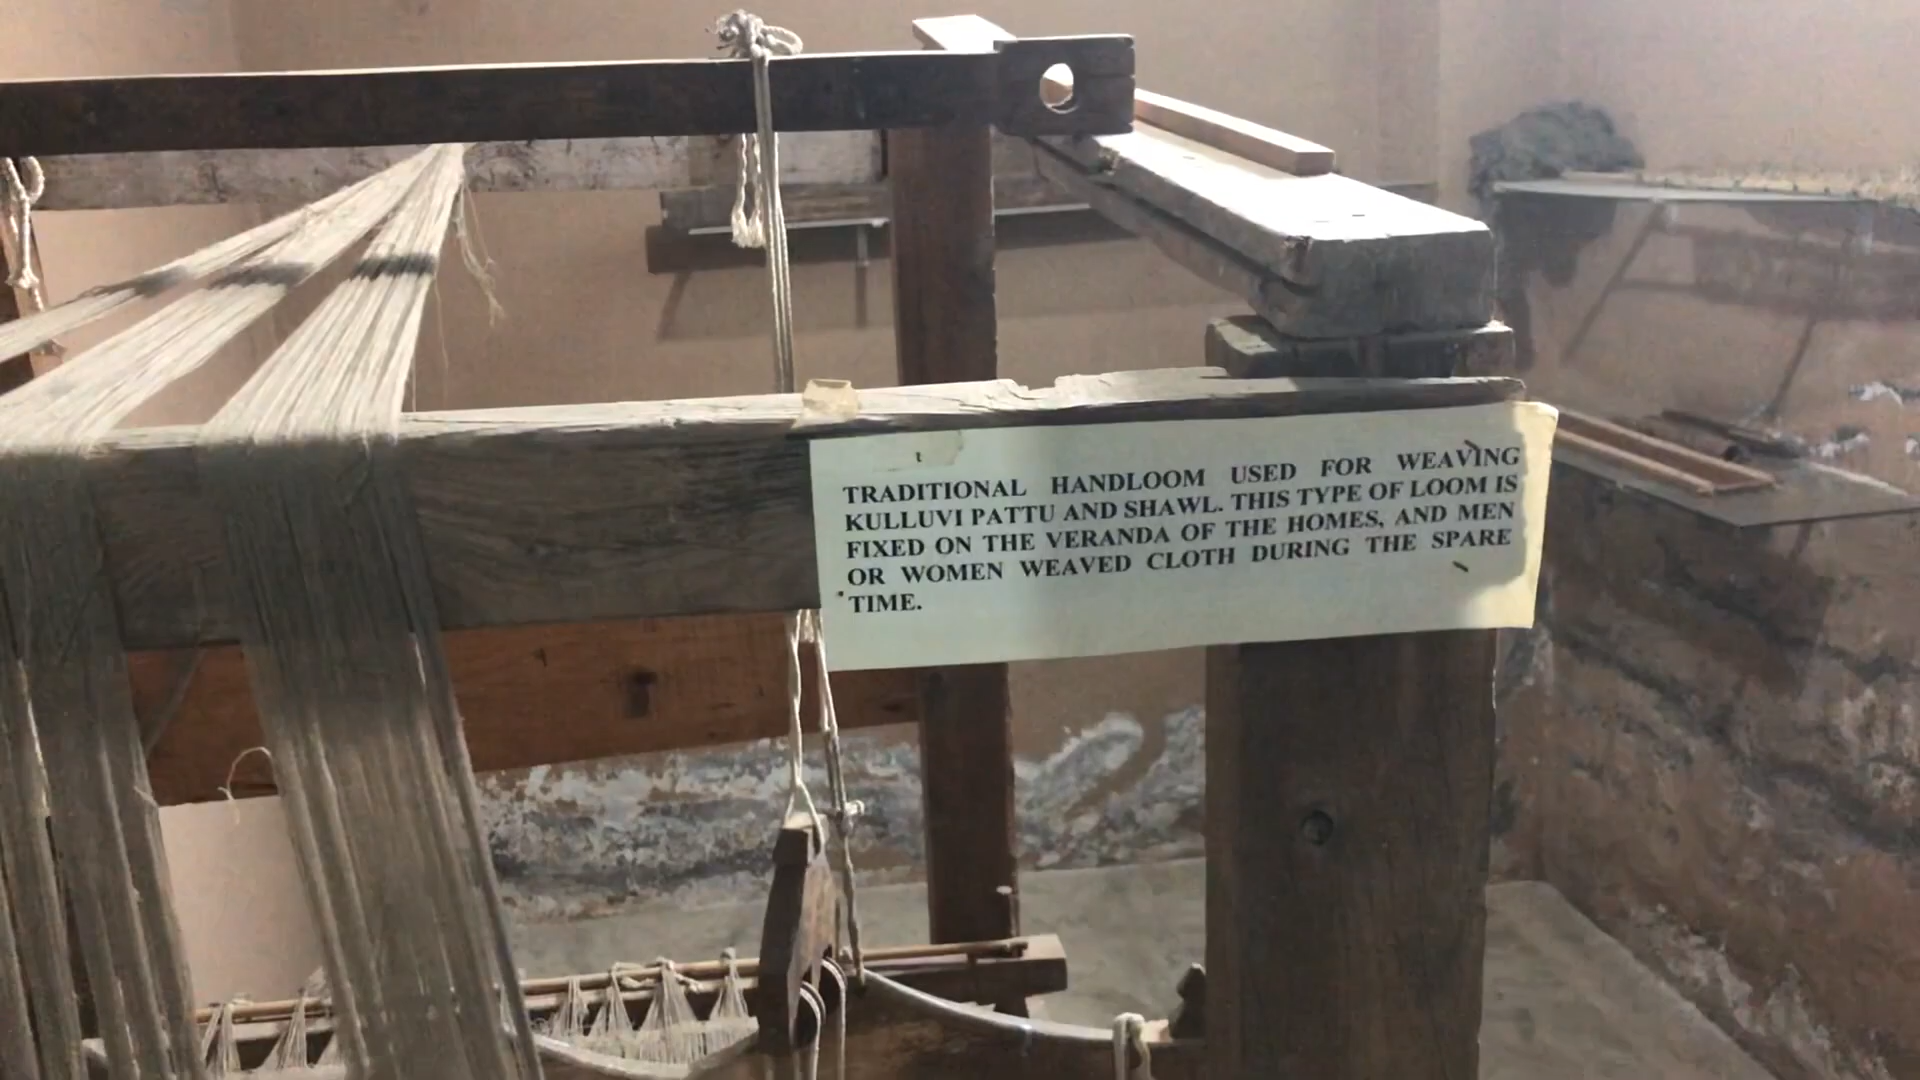 TRADITIONAL HANDLOOM USED FOR WEAVING
KULLUVI PATTU AND SHAWL. THIS TYPE OF LOOM IS
FIXED ON THE VERANDA OF THE HOMES, AND MEN
OR WOMEN WEAVED CLOTH DURING THE SPARE
TIME.